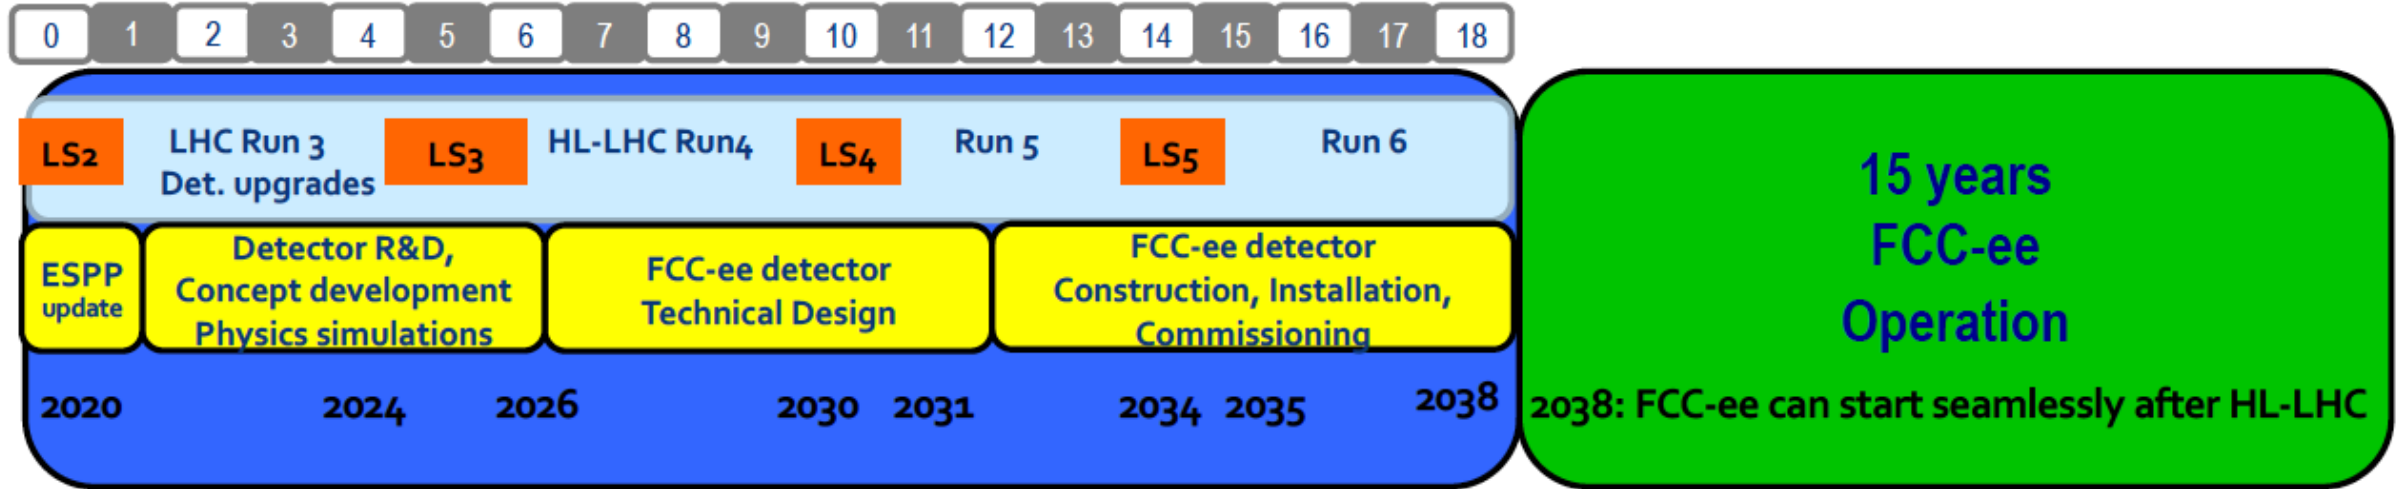 0 1 2 3 4 5 6 7 8 9 10 11 12 13 14 15 16 17 18
LS2
LHC Run 3
Det. upgrades
LS3
HL-LHC Run4
LS4
Run 5
LS5
Run 6
ESPP
update
Detector R&D,
Concept development
Physics simulations
FCC-ee detector
Technical Design
FCC-ee detector
Construction, Installation,
Commissioning
2020 2024 2026 2030 2031 2034 2035 2038
15 years
FCC-ee
Operation
2038: FCC-ee can start seamlessly after HL-LHC